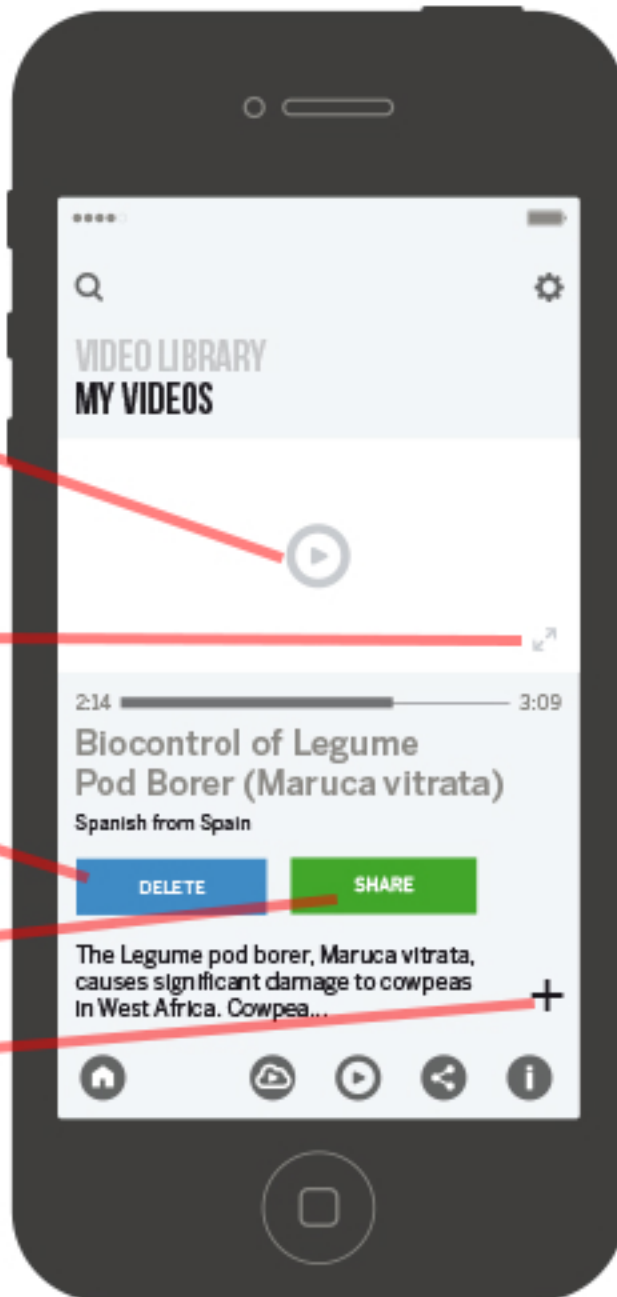 VIDEO LIBRARY
MY VIDEOS
2:14 3:09
Biocontrol of Legume
Pod Borer (Maruca vitrata)
Spanish from Spain
DELETE SHARE
The Legume pod borer, Maruca vitrata,
causes significant damage to cowpeas
in West Africa. Cowpea...